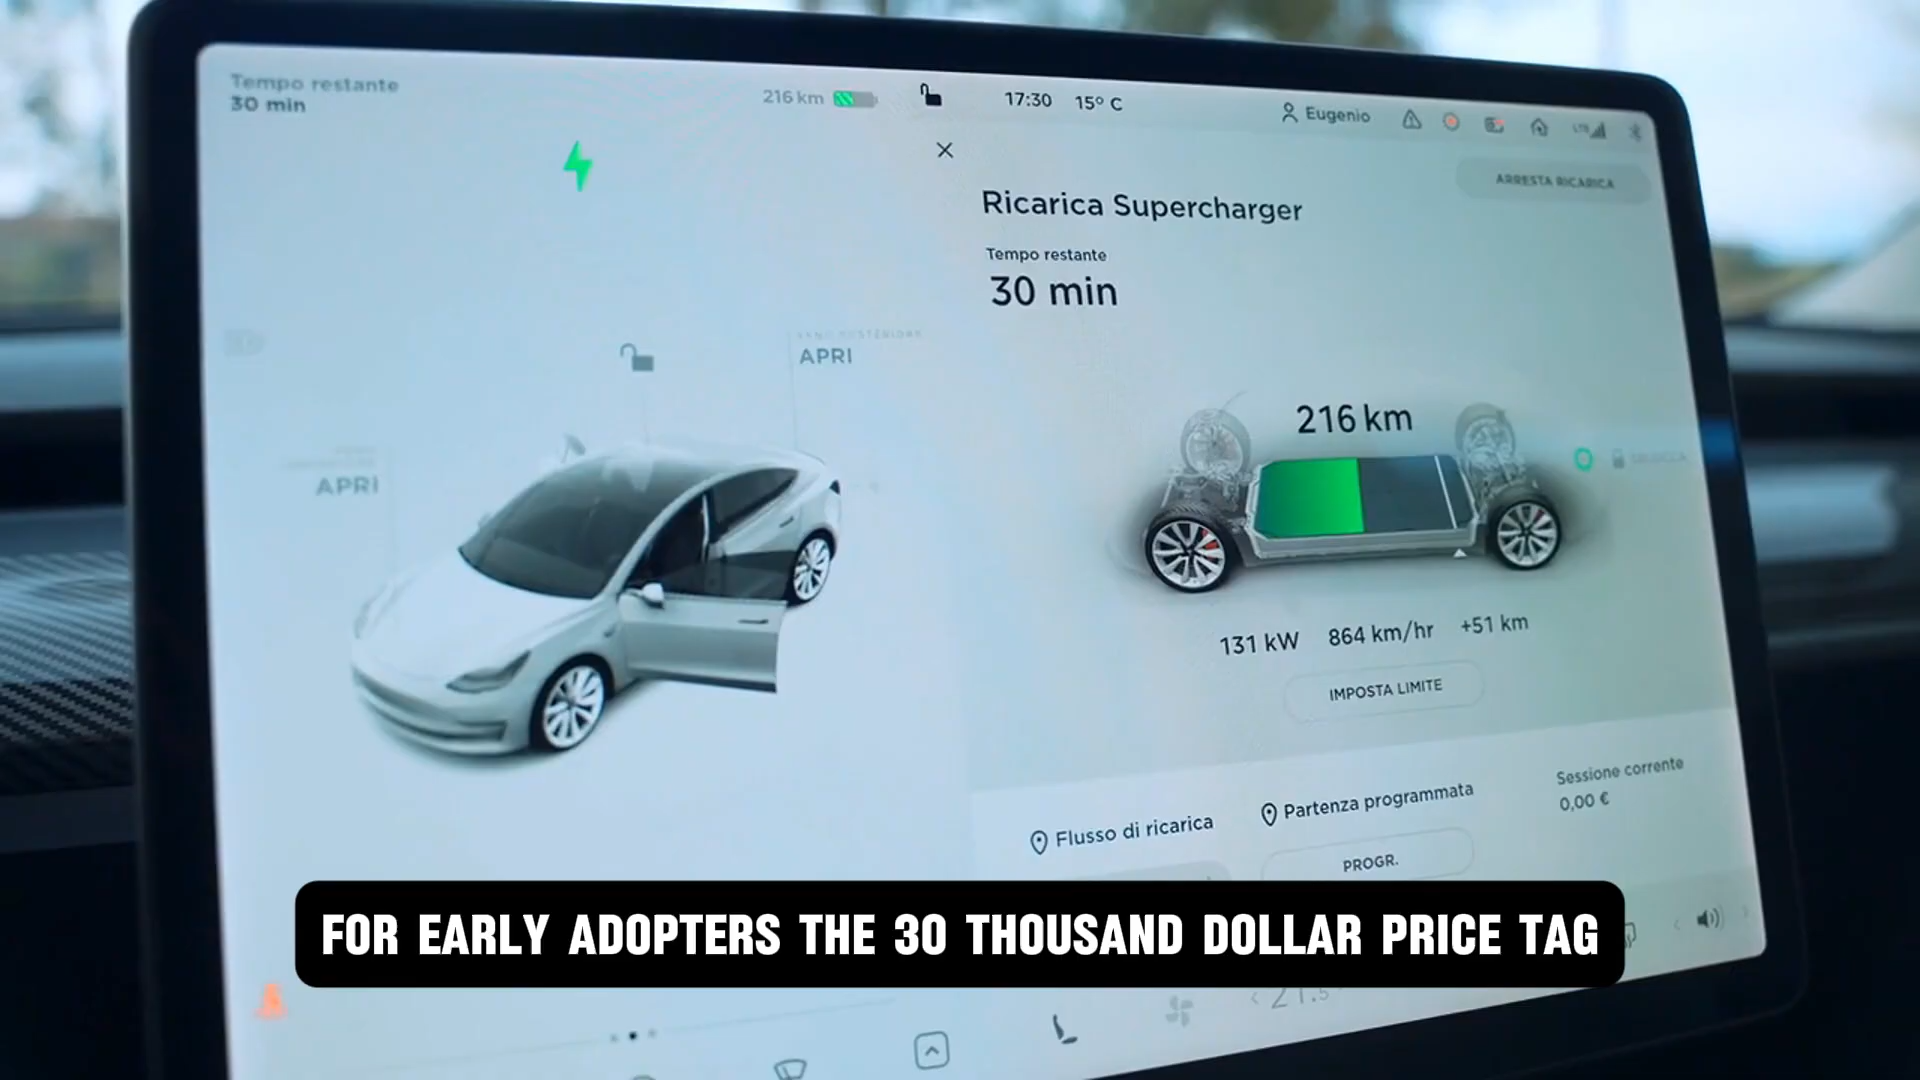 Tempo restante
30 min
216 km
17:30
15° C
Eugenio
LTE
ARRESTA RICARICA
Ricarica Supercharger
Tempo restante
30 min
APRI
APRI
216 km
131 kW
864 km/hr
+51 km
IMPOSTA LIMITE
Flusso di ricarica
Partenza programmata
PROGR.
Sessione corrente
0,00 €
FOR EARLY ADOPTERS THE 30 THOUSAND DOLLAR PRICE TAG